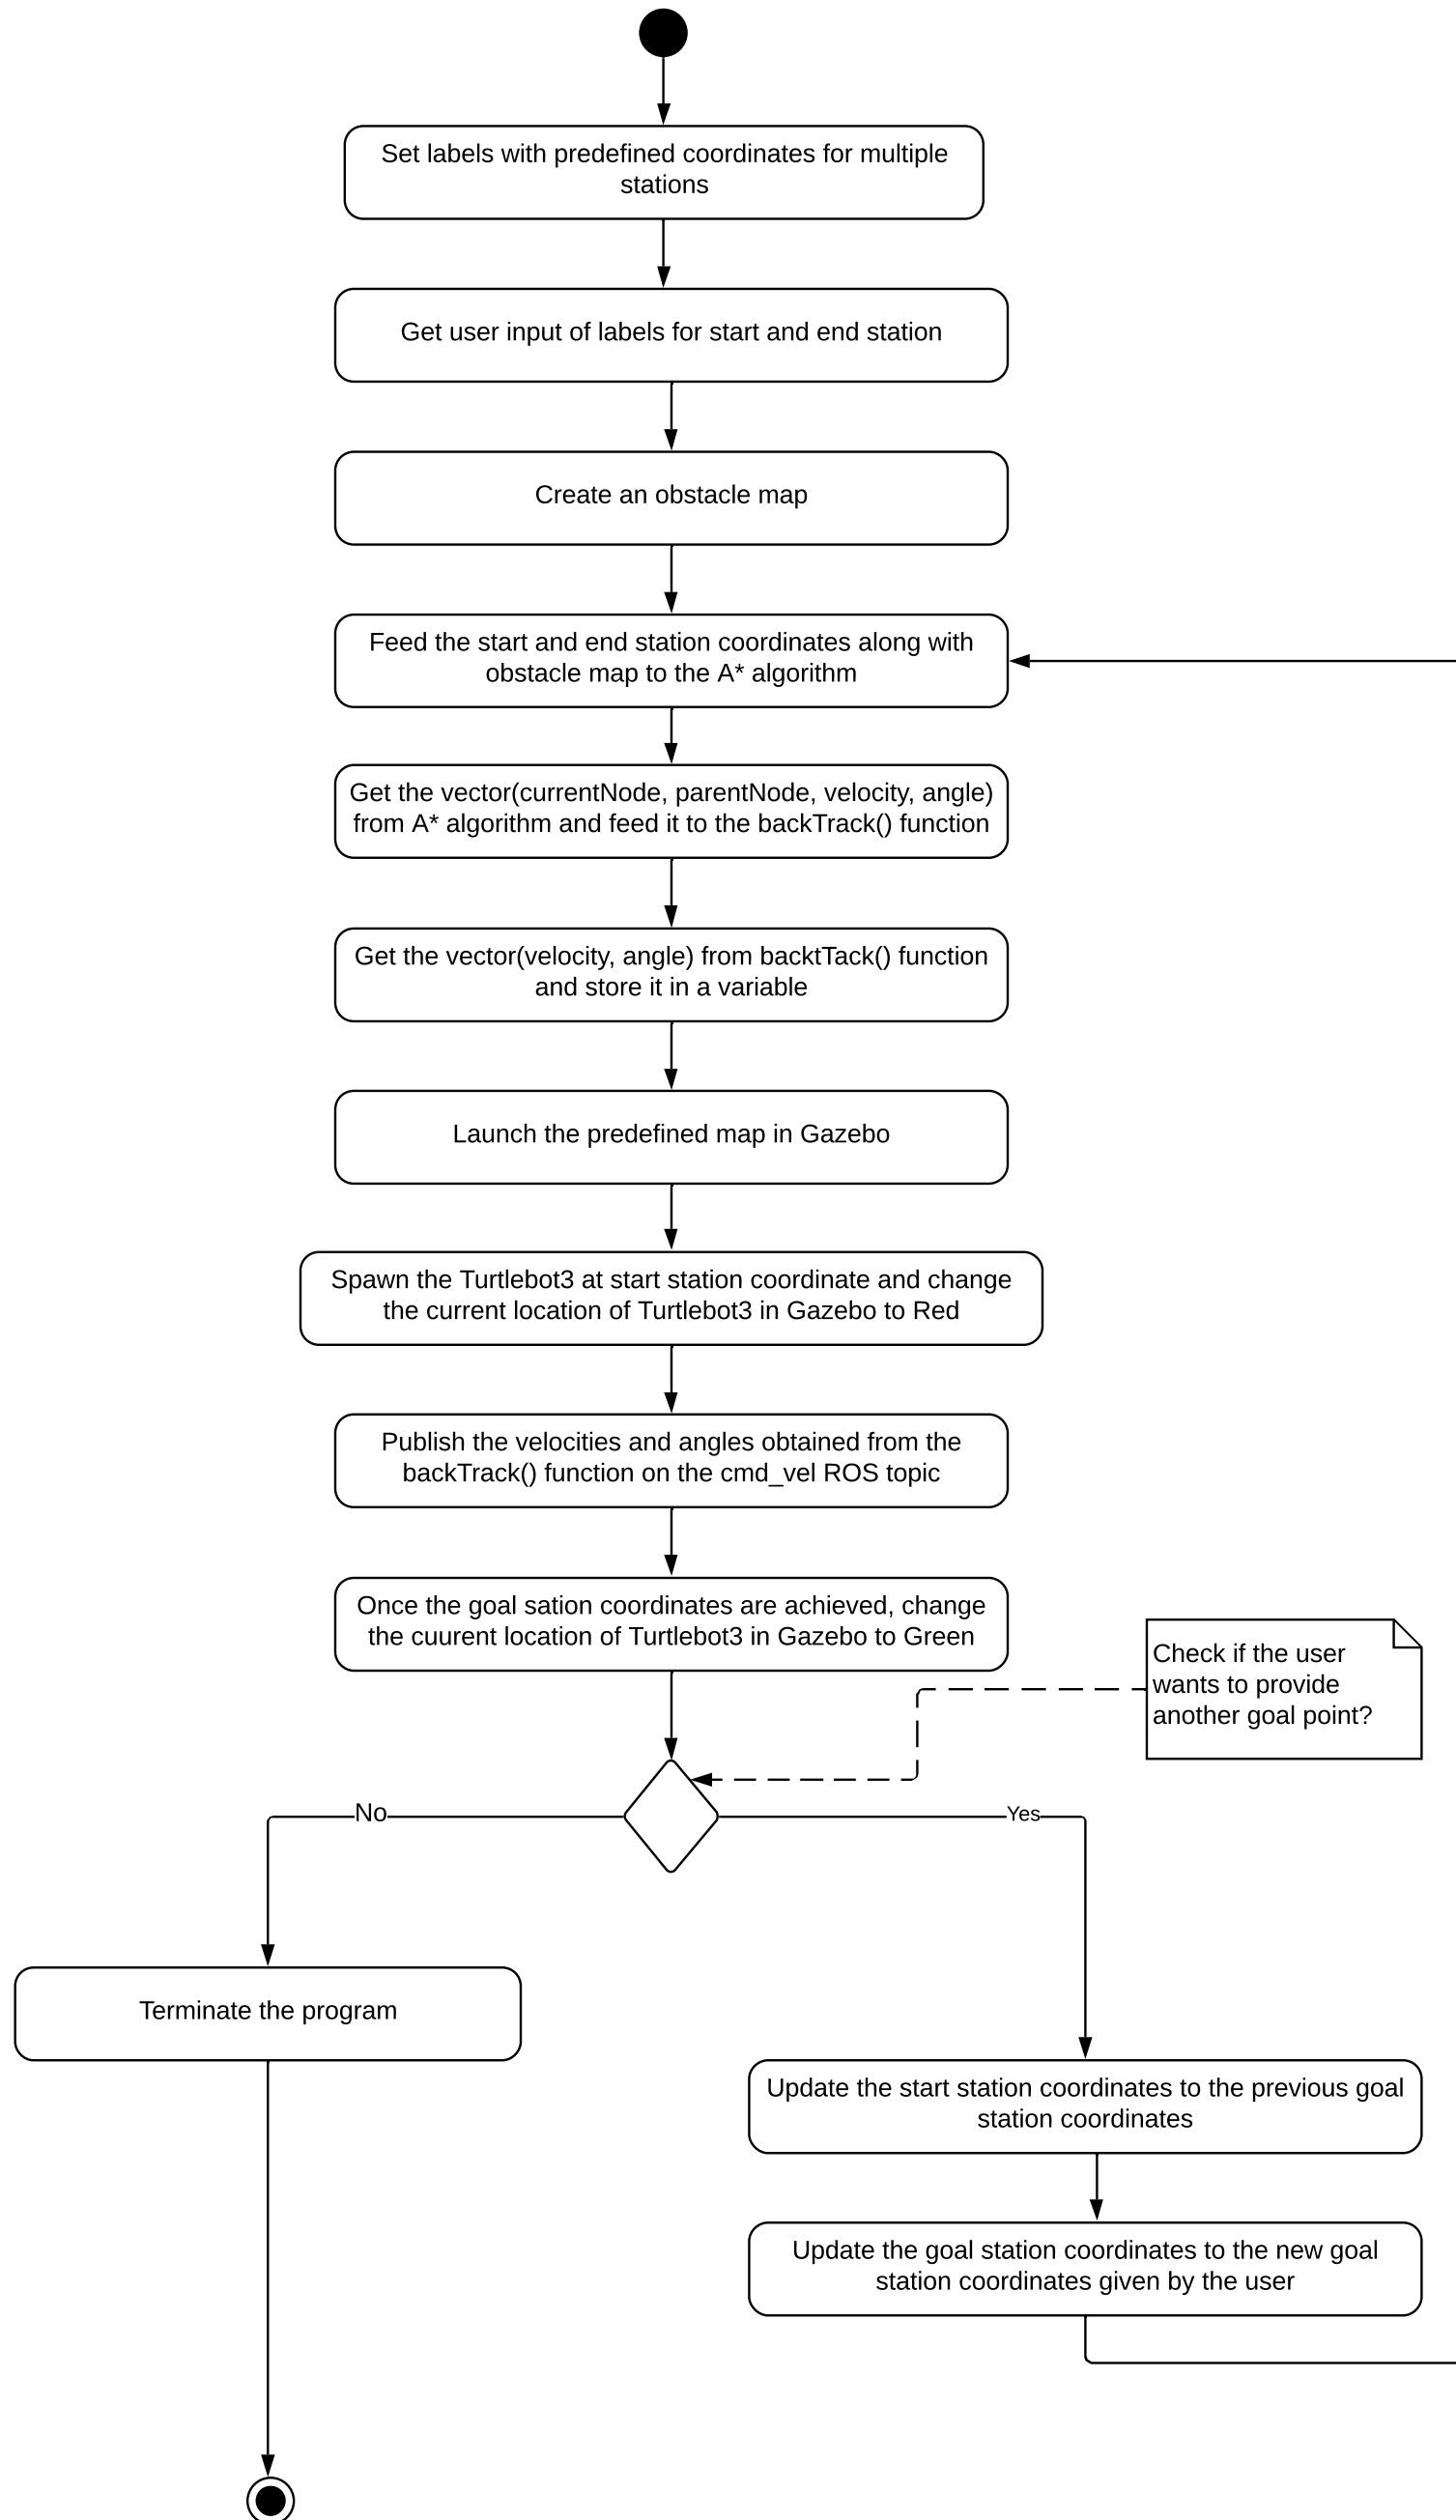 Set labels with predefined coordinates for multiple
stations
Get user input of labels for start and end station
Create an obstacle map
Feed the start and end station coordinates along with
obstacle map to the A* algorithm
Get the vector(currentNode, parentNode, velocity, angle)
from A* algorithm and feed it to the backTrack() function
Get the vector(velocity, angle) from backtTack() function
and store it in a variable
Launch the predefined map in Gazebo
Spawn the Turtlebot3 at start station coordinate and change
the current location of Turtlebot3 in Gazebo to Red
Publish the velocities and angles obtained from the
backTrack() function on the cmd_vel ROS topic
Once the goal sation coordinates are achieved, change
the cuurent location of Turtlebot3 in Gazebo to Green
Check if the user
wants to provide
another goal point?
No
Yes
Terminate the program
Update the start station coordinates to the previous goal
station coordinates
Update the goal station coordinates to the new goal
station coordinates given by the user